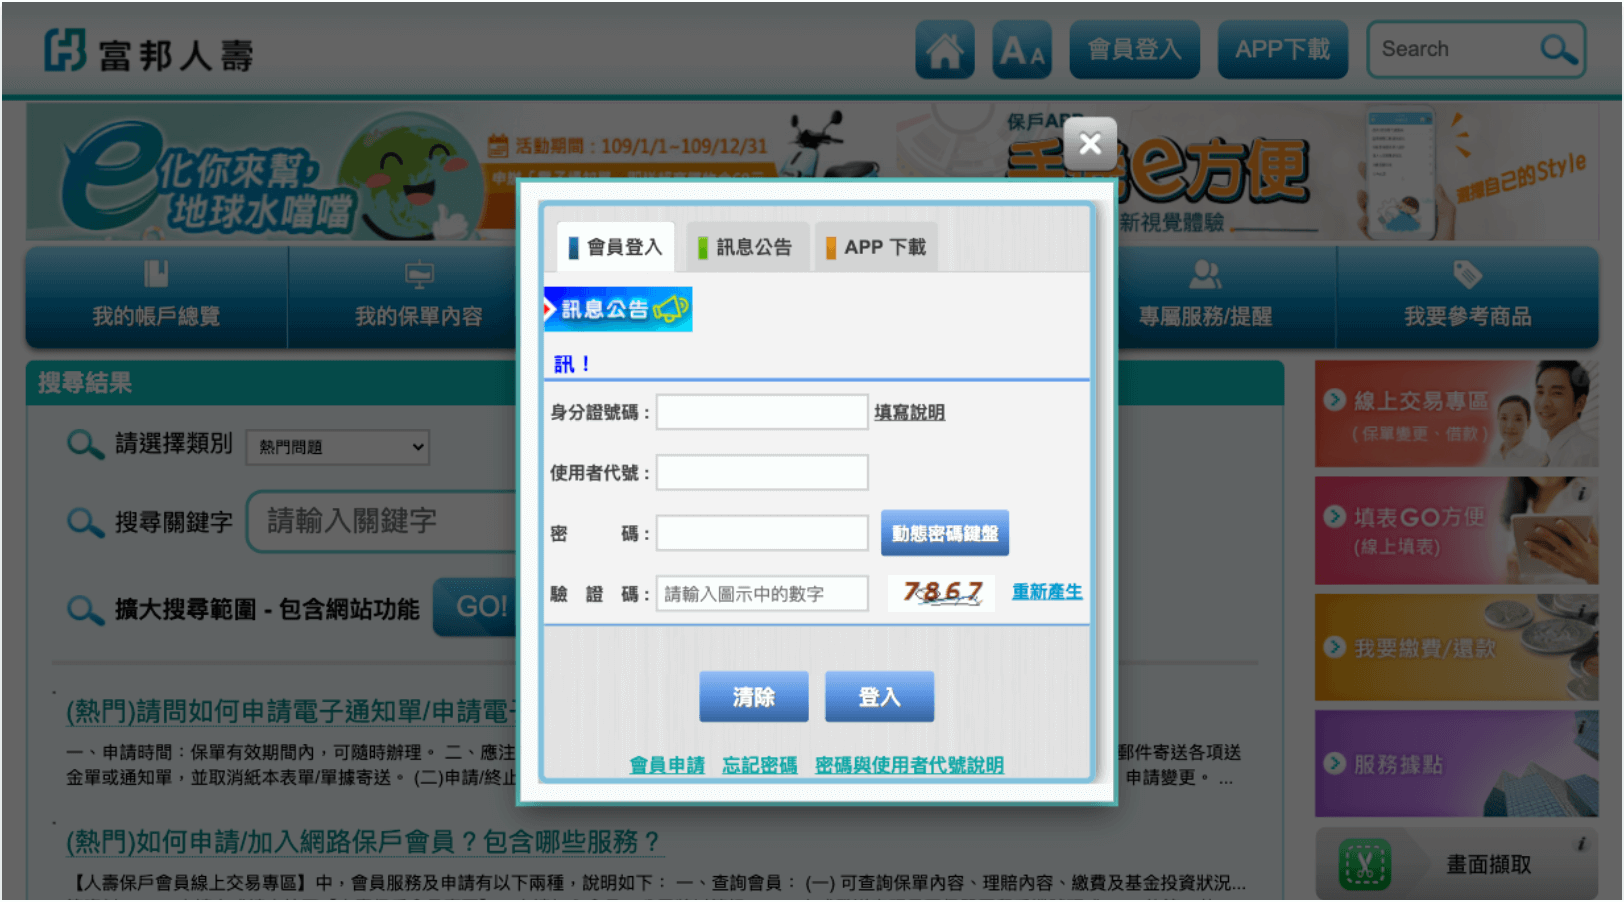 富邦人壽
會員登入
APP下載
Search
e化你來幫,
地球水噹噹
活動期間：109/1/1~109/12/31
保戶APP
e方便
新視覺體驗
選擇自己的Style
我的帳戶總覽
我的保單內容
專屬服務/提醒
我要參考商品
會員登入
訊息公告
APP 下載
訊息公告
訊！
身分證號碼：
填寫說明
使用者代號：
密 碼：
動態密碼鍵盤
驗 證 碼：
請輸入圖示中的數字
7867
重新產生
清除
登入
會員申請
忘記密碼
密碼與使用者代號說明
搜尋結果
請選擇類別
熱門問題
搜尋關鍵字
請輸入關鍵字
擴大搜尋範圍 - 包含網站功能
GO!
(熱門)請問如何申請電子通知單/申請電子
一、申請時間：保單有效期間內，可隨時辦理。 二、應注
郵件寄送各項送
金單或通知單，並取消紙本表單/單據寄送。 (二)申請/終止
申請變更。 ...
(熱門)如何申請/加入網路保戶會員？包含哪些服務？
【人壽保戶會員線上交易專區】中，會員服務及申請有以下兩種，說明如下： 一、查詢會員： (一) 可查詢保單內容、理賠內容、繳費及基金投資狀況...
線上交易專區
(保單變更、借款)
填表GO方便
(線上填表)
我要繳費/還款
服務據點
畫面擷取